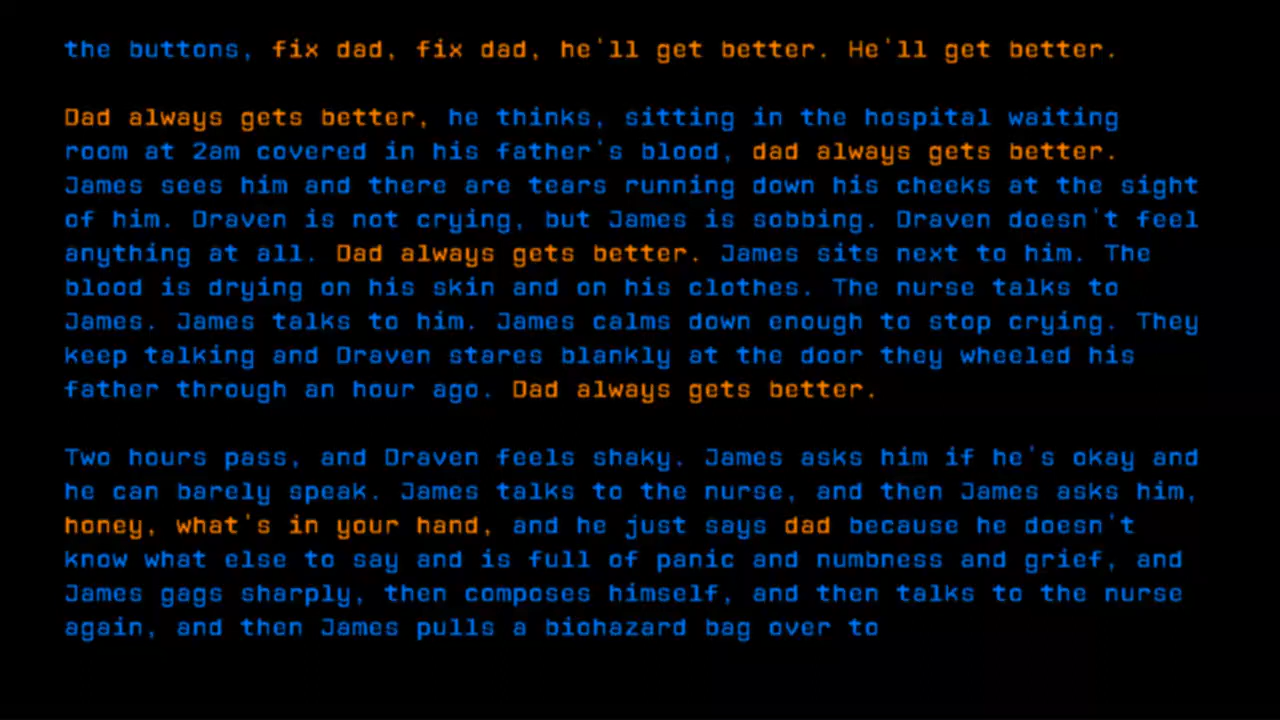 the buttons, fix dad, fix dad, he'll get better. He'll get better.
Dad always gets better, he thinks, sitting in the hospital waiting
room at 2am covered in his father's blood, dad always gets better.
James sees him and there are tears running down his cheeks at the sight
of him. Draven is not crying, but James is sobbing. Draven doesn't feel
anything at all. Dad always gets better. James sits next to him. The
blood is drying on his skin and on his clothes. The nurse talks to
James. James talks to him. James calms down enough to stop crying. They
keep talking and Draven stares blankly at the door they wheeled his
father through an hour ago. Dad always gets better.
Two hours pass, and Draven feels shaky. James asks him if he's okay and
he can barely speak. James talks to the nurse, and then James asks him,
honey, what's in your hand, and he just says dad because he doesn't
know what else to say and is full of panic and numbness and grief, and
James gags sharply, then composes himself, and then talks to the nurse
again, and then James pulls a biohazard bag over to